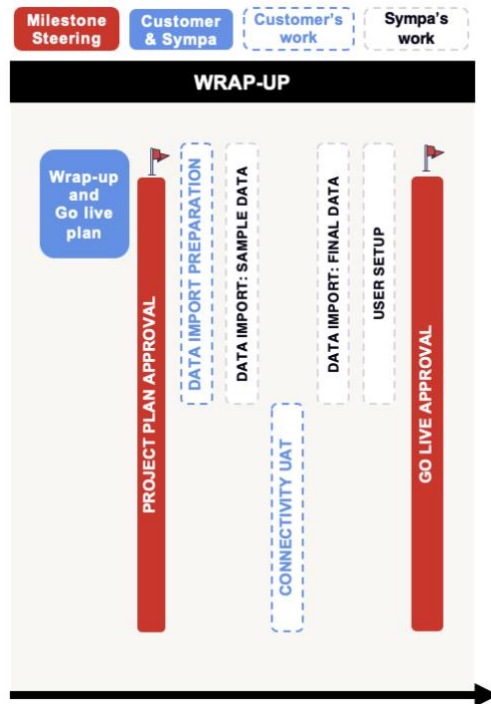 Milestone
Steering
Customer
& Sympa
Customer's
work
Sympa's
work
WRAP-UP
Wrap-up
and
Go live
plan
PROJECT PLAN APPROVAL
DATA IMPORT PREPARATION
DATA IMPORT: SAMPLE DATA
CONNECTIVITY UAT
DATA IMPORT: FINAL DATA
USER SETUP
GO LIVE APPROVAL